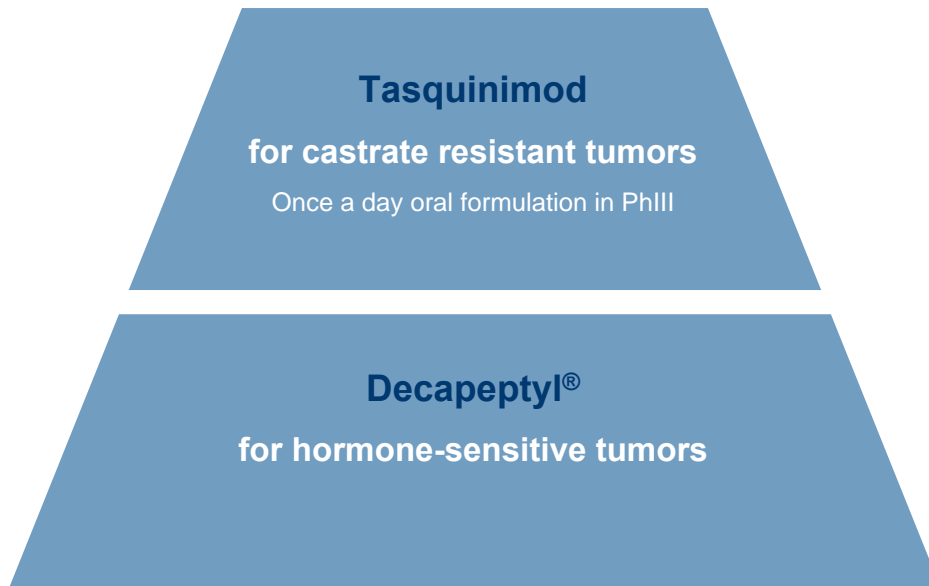 Tasquinimod
for castrate resistant tumors
Once a day oral formulation in PhIII
Decapeptyl®
for hormone-sensitive tumors